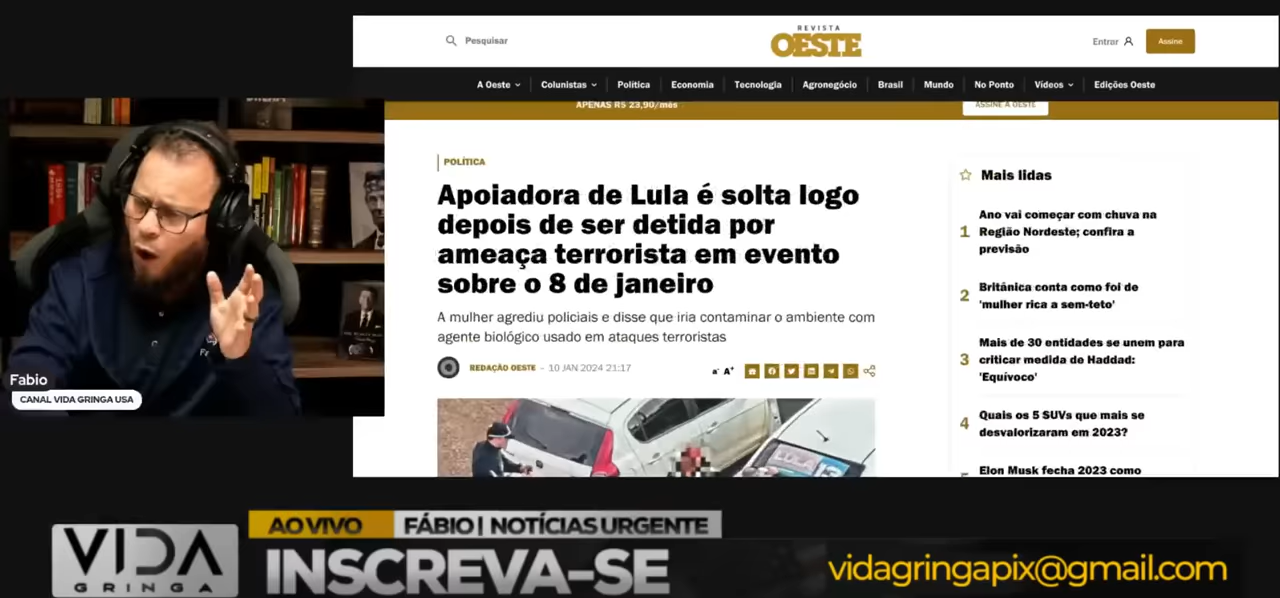 REVISTA
OESTE
Pesquisar
Entrar
Assine
A Oeste
Colunistas
Política
Economia
Tecnologia
Agronegócio
Brasil
Mundo
No Ponto
Vídeos
Edições Oeste
APENAS R$ 23,90/mês
ASSINE A OESTE
POLÍTICA
Apoiadora de Lula é solta logo
depois de ser detida por
ameaça terrorista em evento
sobre o 8 de janeiro
A mulher agrediu policiais e disse que iria contaminar o ambiente com
agente biológico usado em ataques terroristas
REDAÇÃO OESTE - 10 JAN 2024 21:17
a- A+
Mais lidas
1 Ano vai começar com chuva na
Região Nordeste; confira a
previsão
2 Britânica conta como foi de
'mulher rica a sem-teto'
3 Mais de 30 entidades se unem para
criticar medida de Haddad:
'Equívoco'
4 Quais os 5 SUVs que mais se
desvalorizaram em 2023?
Elon Musk fecha 2023 como
Fabio
CANAL VIDA GRINGA USA
VIDA
GRINGA
AO VIVO
FÁBIO | NOTÍCIAS URGENTE
INSCREVA-SE
vidagringapix@gmail.com